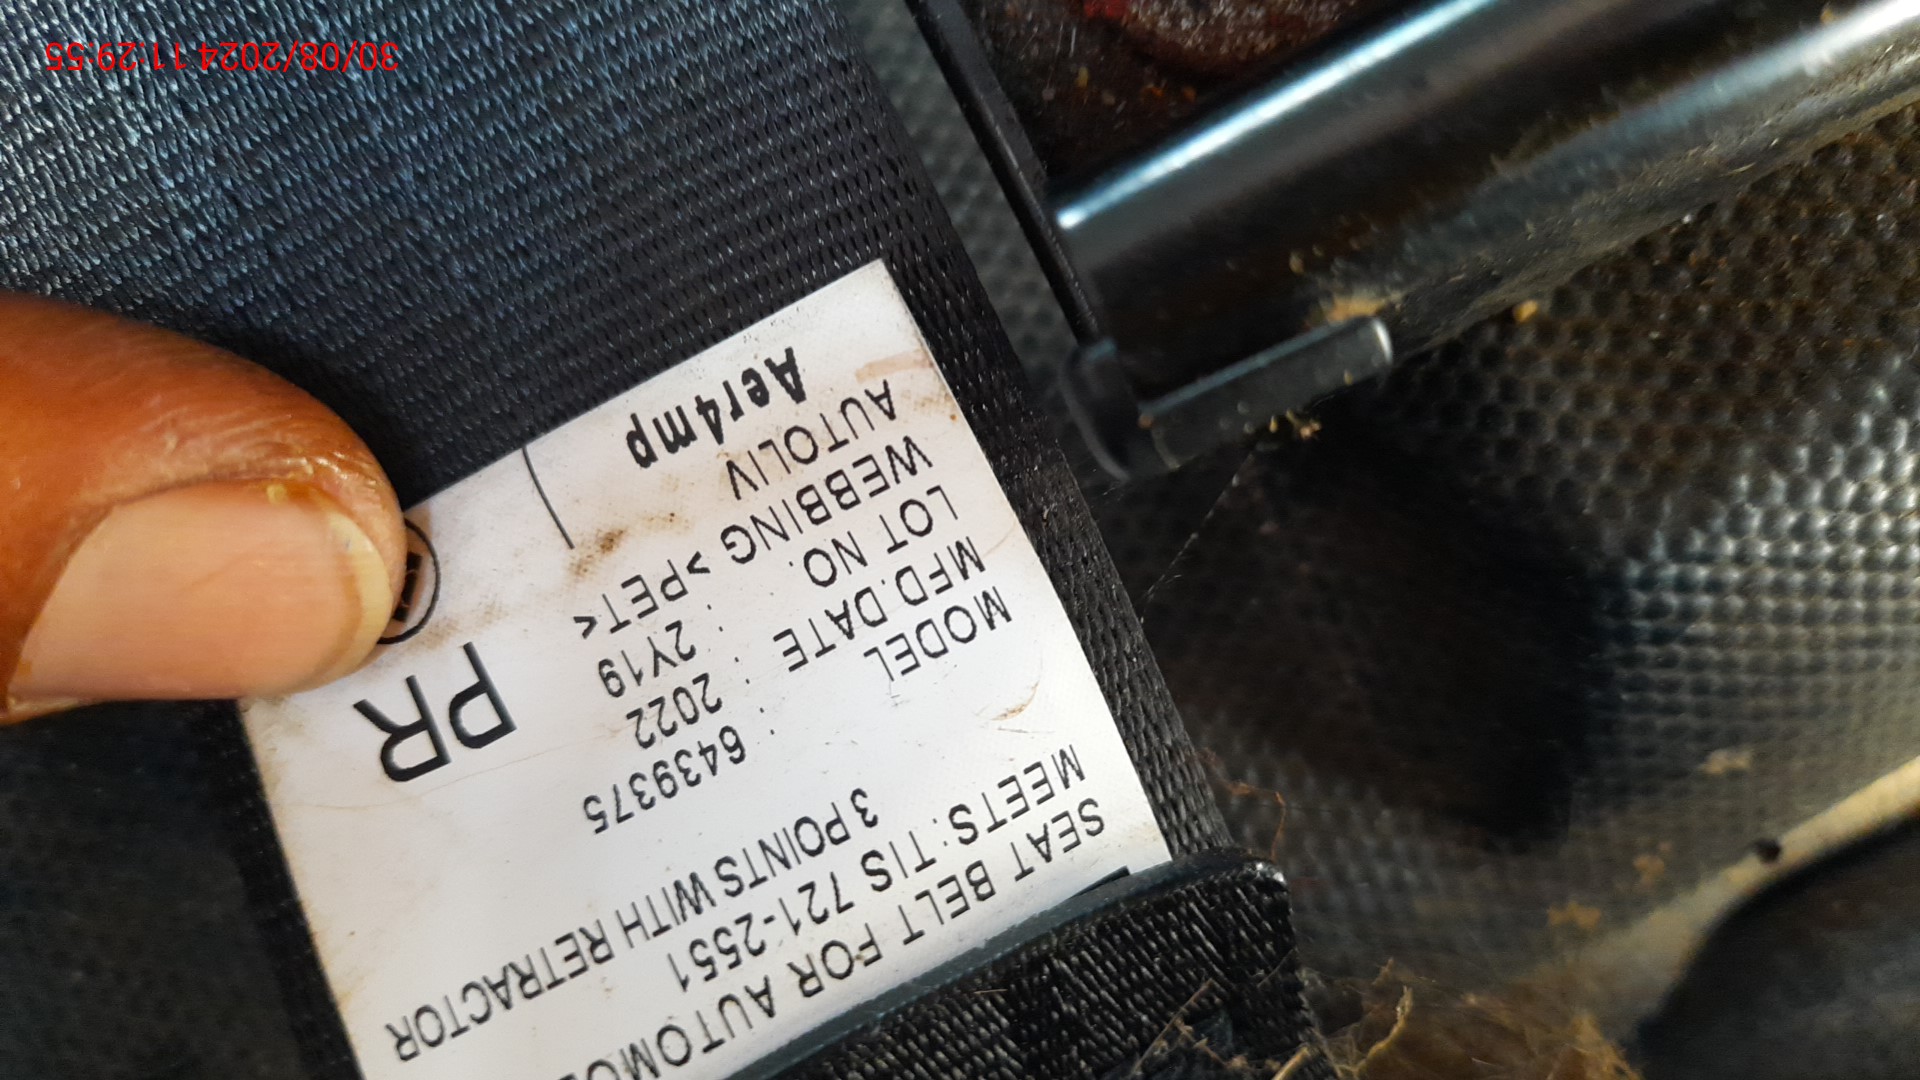 30/08/2024 11:29:55
SEAT BELT FOR AUTOMO
MEETS : TIS 721-2551
3 POINTS WITH RETRACTOR
MODEL : 6439375
MFD.DATE : 2022
LOT NO. : 2Y19
WEBBING >PET<
AUTOLIV
Aer4mp
PR